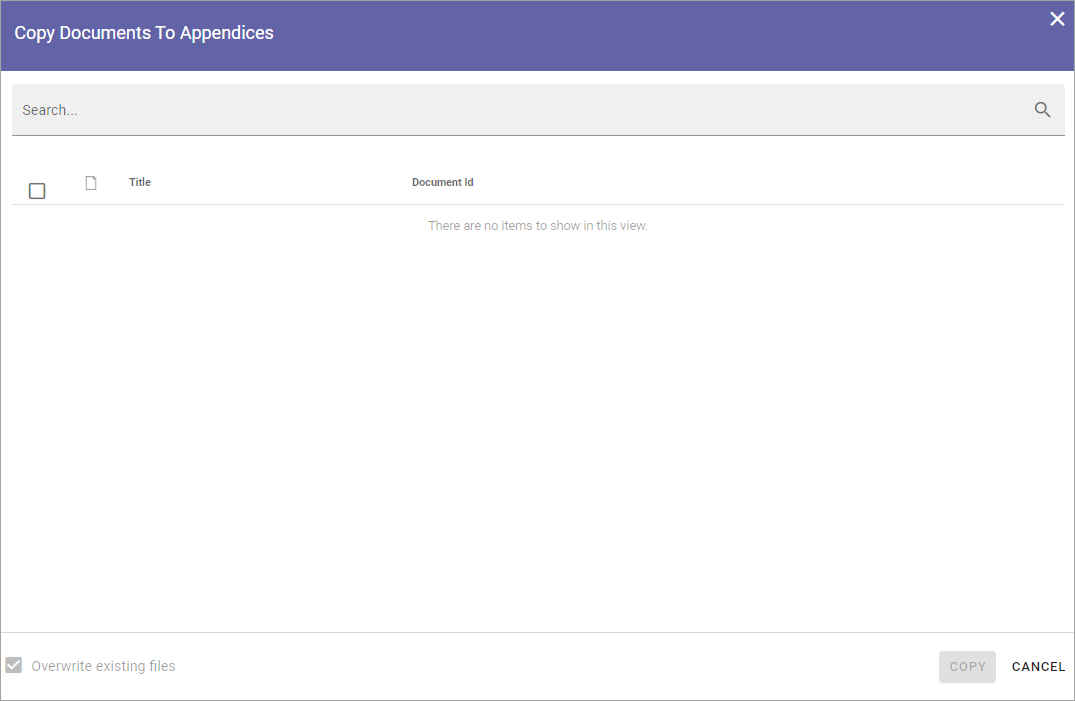 Copy Documents To Appendices
Search...
Title Document Id
There are no items to show in this view.
Overwrite existing files COPY CANCEL